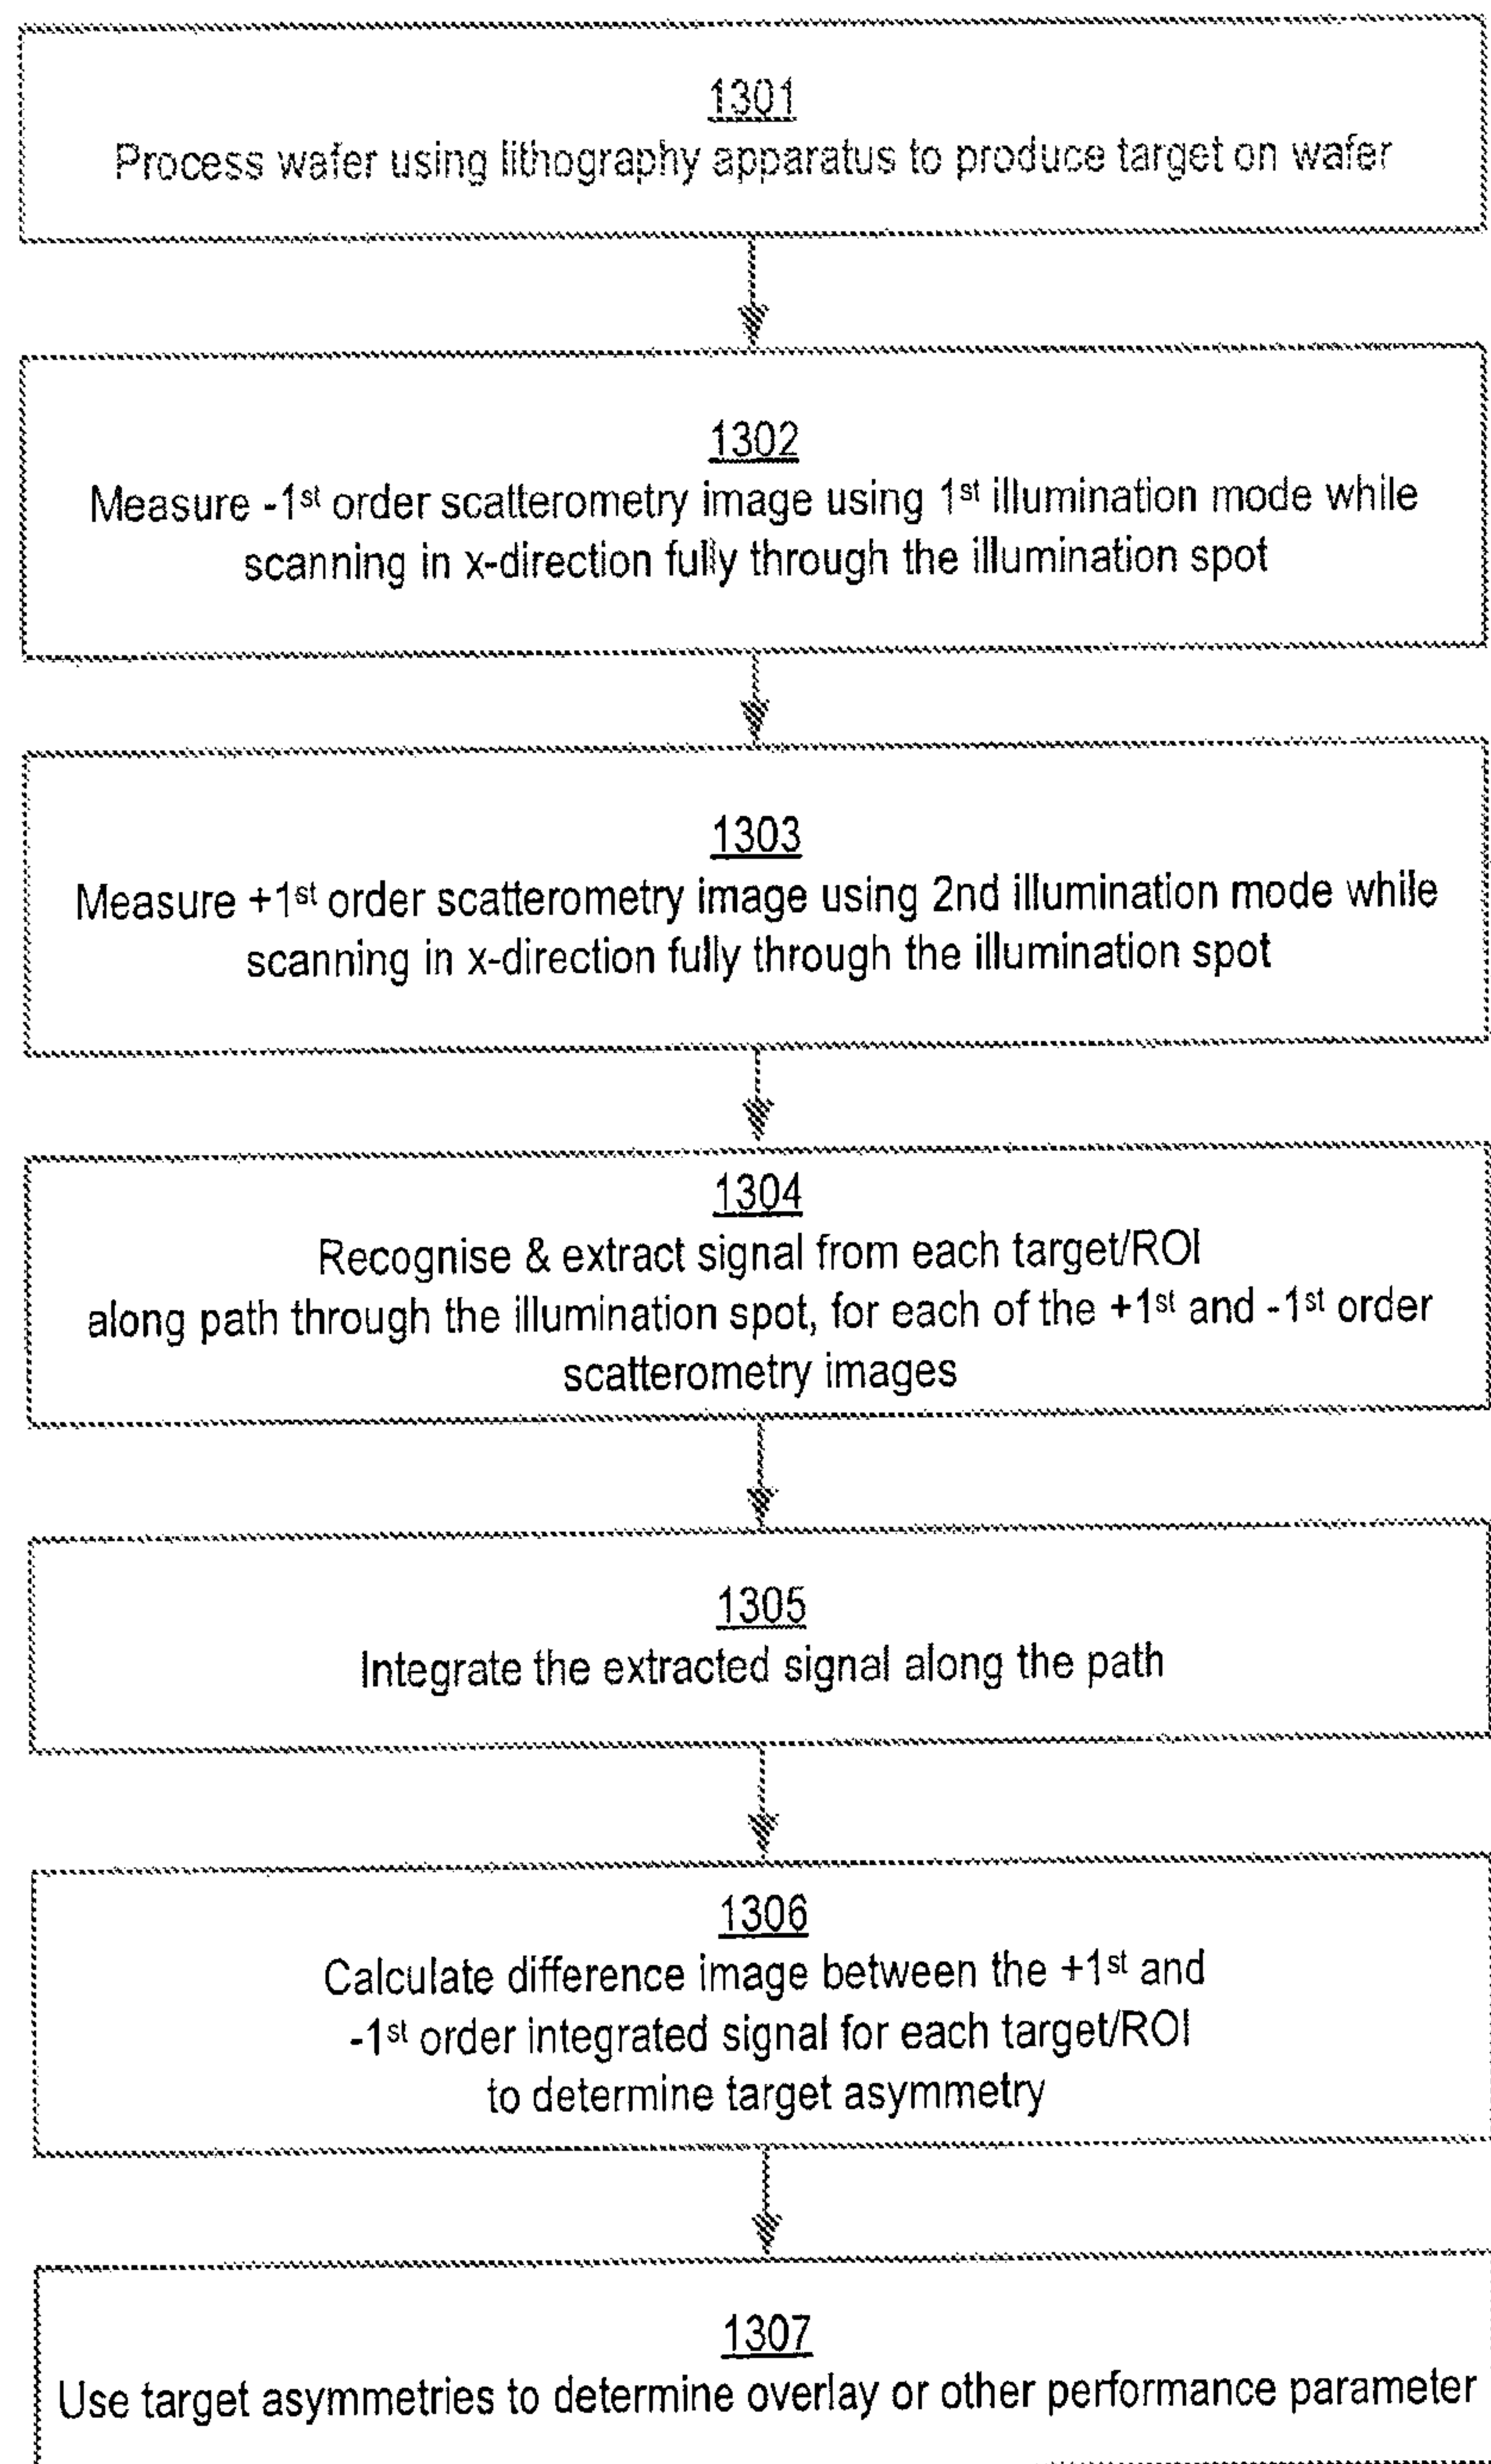 1301
Process wafer using lithography apparatus to produce target on wafer
1302
Measure -1st order scatterometry image using 1st illumination mode while
scanning in x-direction fully through the illumination spot
1303
Measure +1st order scatterometry image using 2nd illumination mode while
scanning in x-direction fully through the illumination spot
1304
Recognise & extract signal from each target/ROI
along path through the illumination spot, for each of the +1st and -1st order
scatterometry images
1305
Integrate the extracted signal along the path
1306
Calculate difference image between the +1st and
-1st order integrated signal for each target/ROI
to determine target asymmetry
1307
Use target asymmetries to determine overlay or other performance parameter